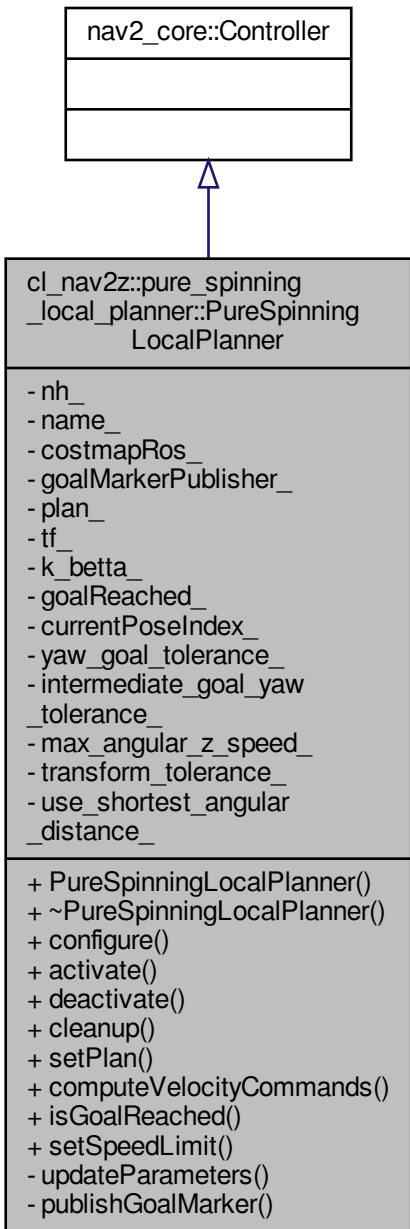 nav2_core::Controller
cl_nav2z::pure_spinning
_local_planner::PureSpinning
LocalPlanner
- nh_
- name_
- costmapRos_
- goalMarkerPublisher_
- plan_
- tf_
- k_betta_
- goalReached_
- currentPoseIndex_
- yaw_goal_tolerance_
- intermediate_goal_yaw
_tolerance_
- max_angular_z_speed_
- transform_tolerance_
- use_shortest_angular
_distance_
+ PureSpinningLocalPlanner()
+ ~PureSpinningLocalPlanner()
+ configure()
+ activate()
+ deactivate()
+ cleanup()
+ setPlan()
+ computeVelocityCommands()
+ isGoalReached()
+ setSpeedLimit()
- updateParameters()
- publishGoalMarker()